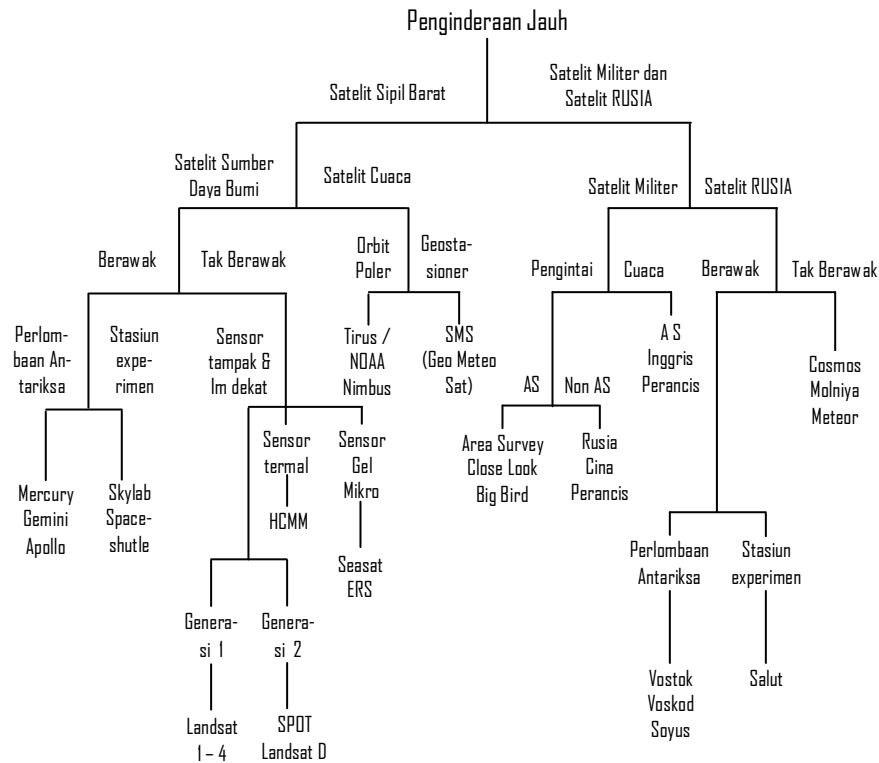 Penginderaan Jauh
Satelit Sipil Barat
Satelit Militer dan
Satelit RUSIA
Satelit Sumber
Daya Bumi
Satelit Cuaca
Satelit Militer
Satelit RUSIA
Berawak
Tak Berawak
Orbit
Poler
Geosta-
sioner
Pengintai
Cuaca
Berawak
Tak Berawak
Perlom-
baan An-
tariksa
Stasiun
expe-
rimen
Sensor
tampak &
Im dekat
Tirus /
NOAA
Nimbus
SMS
(Geo Meteo
Sat)
AS
Non AS
A S
Inggris
Perancis
Cosmos
Molniya
Meteor
Mercury
Gemini
Apollo
Skylab
Space-
shutle
Sensor
termal
HCMM
Sensor
Gel
Mikro
Seasat
ERS
Area Survey
Close Look
Big Bird
Rusia
Cina
Perancis
Perlombaan
Antariksa
Stasiun
experimen
Genera-
si 1
Genera-
si 2
Vostok
Voskod
Soyus
Salut
Landsat
1 – 4
SPOT
Landsat D